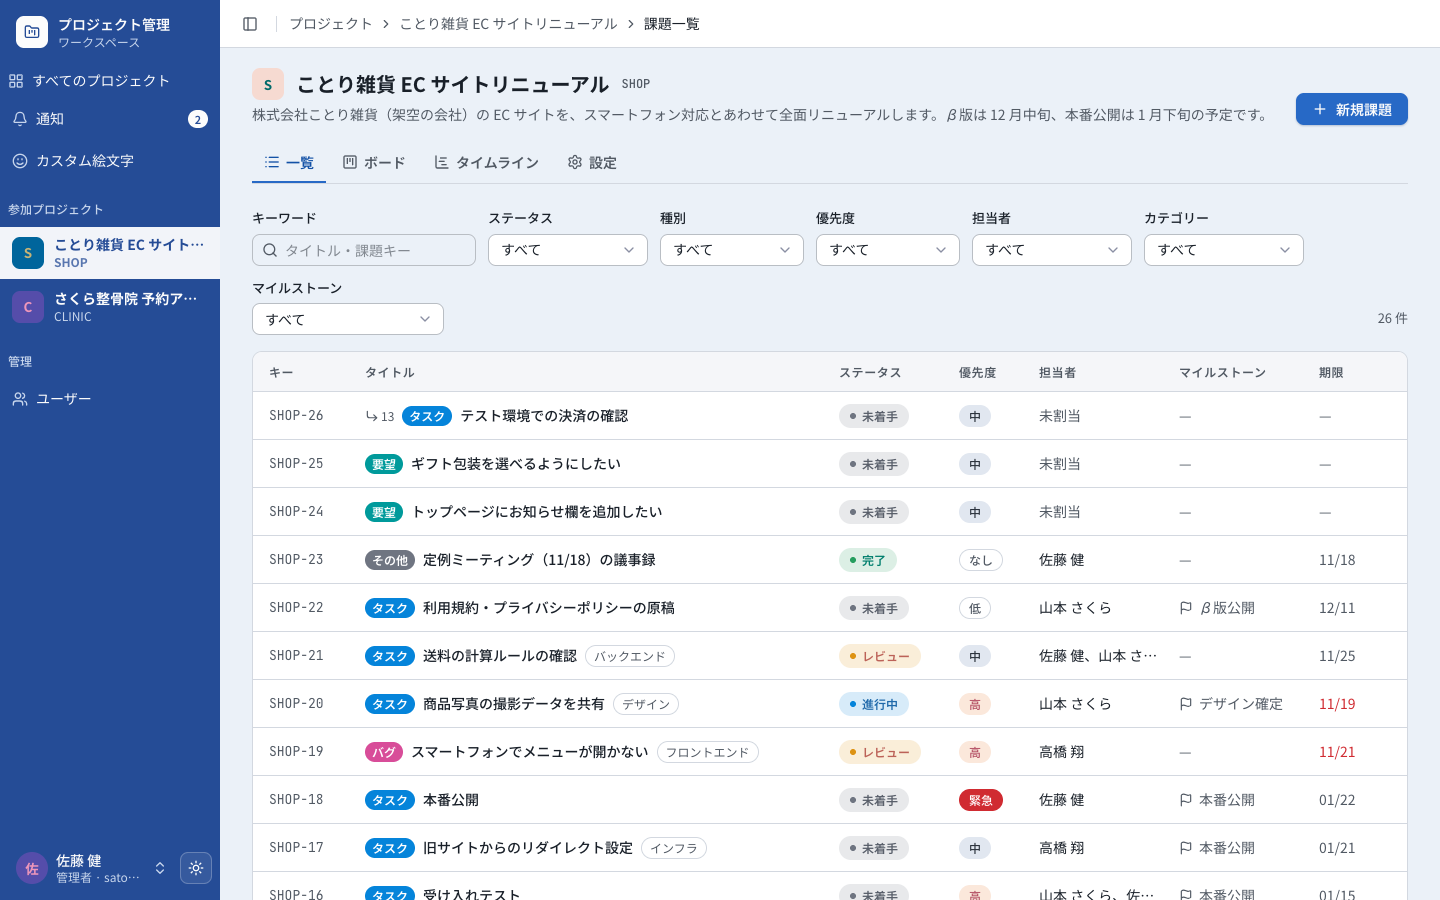 プロジェクト管理
ワークスペース
すべてのプロジェクト
通知 2
カスタム絵文字
参加プロジェクト
S ことり雑貨 EC サイト…
SHOP
C さくら整骨院 予約ア…
CLINIC
管理
ユーザー
佐 佐藤 健
管理者・sato…
プロジェクト > ことり雑貨 EC サイトリニューアル > 課題一覧
S ことり雑貨 EC サイトリニューアル SHOP
株式会社ことり雑貨（架空の会社）の EC サイトを、スマートフォン対応とあわせて全面リニューアルします。β 版は 12 月中旬、本番公開は 1 月下旬の予定です。
新規課題
一覧 ボード タイムライン 設定
キーワード ステータス 種別 優先度 担当者 カテゴリー
タイトル・課題キー すべて すべて すべて すべて すべて
マイルストーン
すべて 26 件
キー タイトル ステータス 優先度 担当者 マイルストーン 期限
SHOP-26 13 タスク テスト環境での決済の確認 未着手 中 未割当 — —
SHOP-25 要望 ギフト包装を選べるようにしたい 未着手 中 未割当 — —
SHOP-24 要望 トップページにお知らせ欄を追加したい 未着手 中 未割当 — —
SHOP-23 その他 定例ミーティング（11/18）の議事録 完了 なし 佐藤 健 — 11/18
SHOP-22 タスク 利用規約・プライバシーポリシーの原稿 未着手 低 山本 さくら β 版公開 12/11
SHOP-21 タスク 送料の計算ルールの確認 バックエンド レビュー 中 佐藤 健、山本 さ… — 11/25
SHOP-20 タスク 商品写真の撮影データを共有 デザイン 進行中 高 山本 さくら デザイン確定 11/19
SHOP-19 バグ スマートフォンでメニューが開かない フロントエンド レビュー 高 高橋 翔 — 11/21
SHOP-18 タスク 本番公開 未着手 緊急 佐藤 健 本番公開 01/22
SHOP-17 タスク 旧サイトからのリダイレクト設定 インフラ 未着手 中 高橋 翔 本番公開 01/21
SHOP-16 タスク 受け入れテスト 未着手 高 山本 さくら、佐… 本番公開 01/15